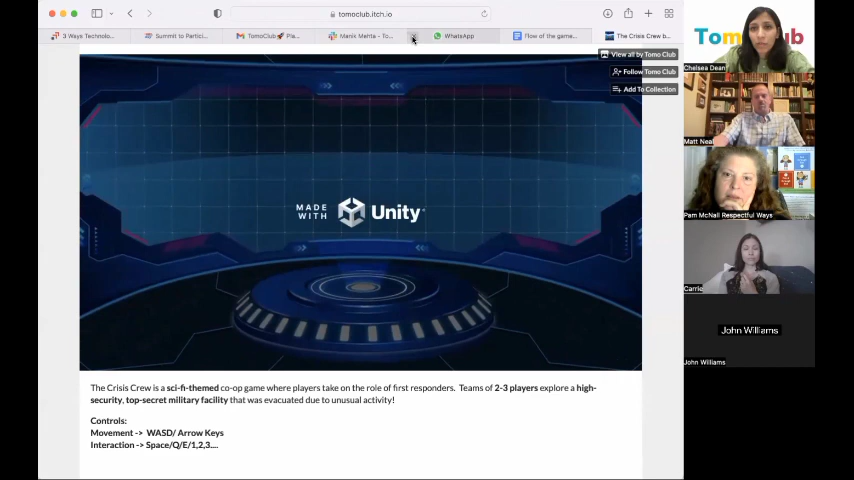 tomoclub.itch.io
3 Ways Technolo...
Summit to Partici...
TomoClub🚀 Pla...
Manik Mehta - To...
WhatsApp
Flow of the game...
The Crisis Crew b...
View all by Tomo Club
Follow Tomo Club
Add To Collection
MADE WITH Unity
The Crisis Crew is a sci-fi-themed co-op game where players take on the role of first responders. Teams of 2-3 players explore a high-
security, top-secret military facility that was evacuated due to unusual activity!
Controls:
Movement -> WASD/ Arrow Keys
Interaction -> Space/Q/E/1,2,3....
Chelsea Dean
Matt Neal
Pam McNall Respectful Ways
Carrie
John Williams
John Williams